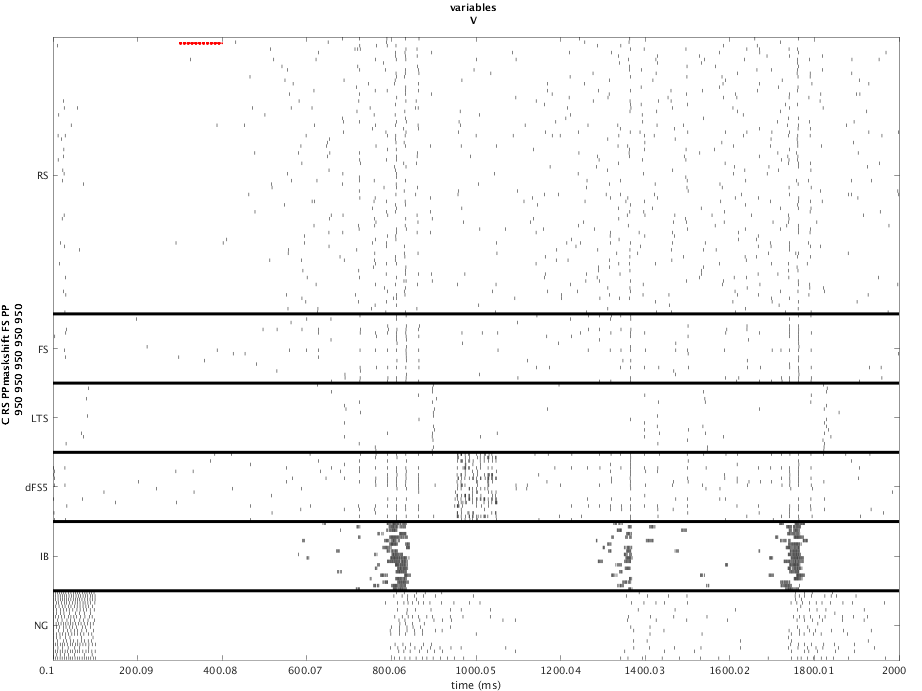 variables
V
RS
FS
LTS
dFS5
IB
NG
C RS PPmaskshift FS PP
950 950 950 950 950 950
0.1 200.09 400.08 600.07 800.06 1000.05 1200.04 1400.03 1600.02 1800.01 2000
time (ms)